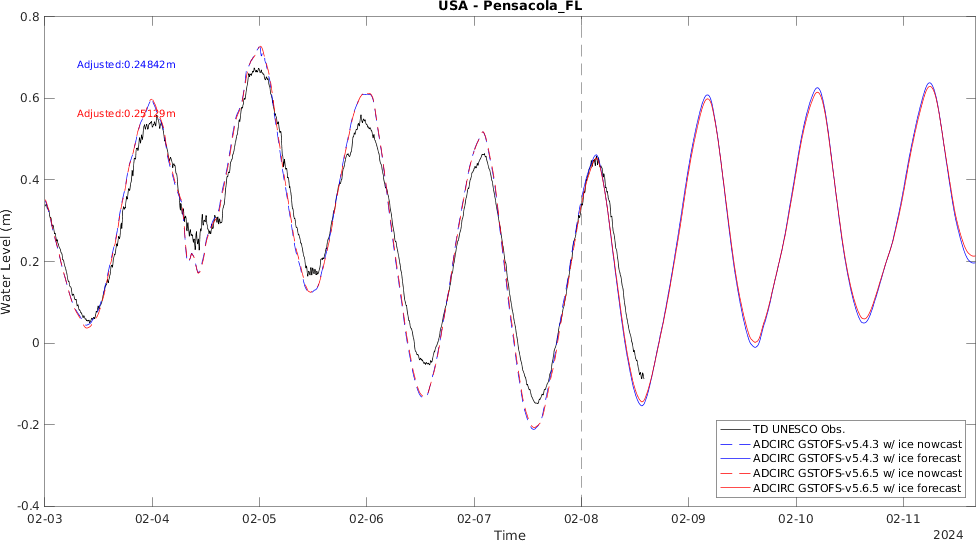 USA - Pensacola_FL
0.8
0.6
0.4
0.2
0
-0.2
-0.4
Water Level (m)
Adjusted:0.24842m
Adjusted:0.25129m
TD UNESCO Obs.
ADCIRC GSTOFS-v5.4.3 w/ ice nowcast
ADCIRC GSTOFS-v5.4.3 w/ ice forecast
ADCIRC GSTOFS-v5.6.5 w/ ice nowcast
ADCIRC GSTOFS-v5.6.5 w/ ice forecast
02-03 02-04 02-05 02-06 02-07 02-08 02-09 02-10 02-11
Time
2024